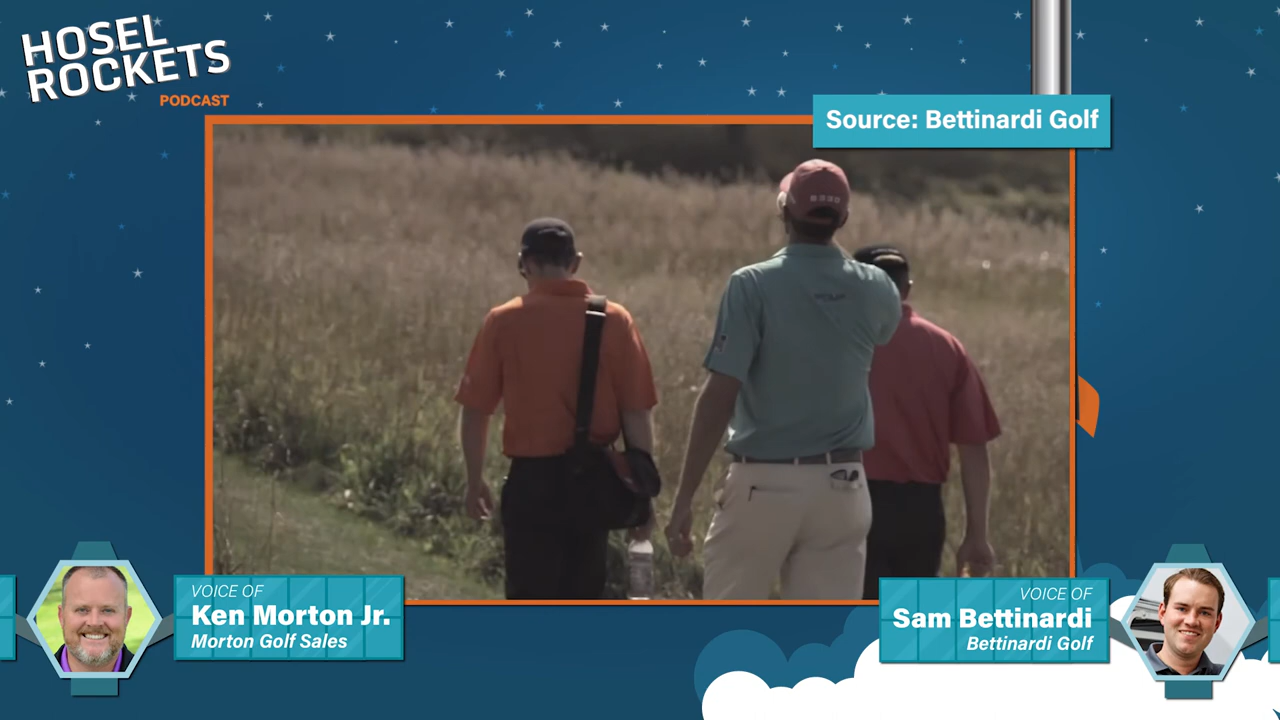 HOSEL
ROCKETS
PODCAST
Source: Bettinardi Golf
VOICE OF
Ken Morton Jr.
Morton Golf Sales
VOICE OF
Sam Bettinardi
Bettinardi Golf